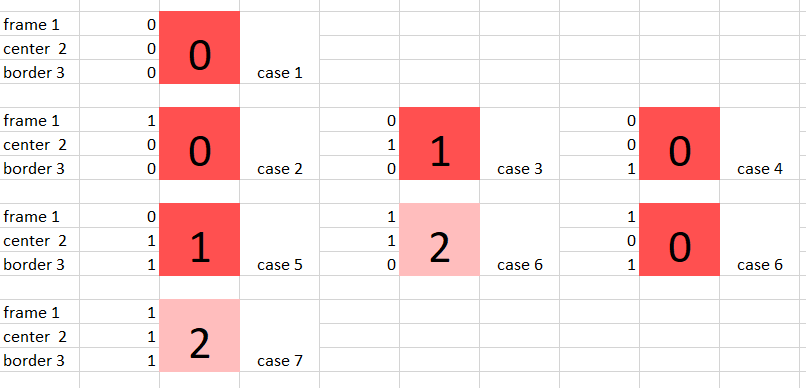 frame 1 0
center 2 0 0
border 3 0 case 1
frame 1 1 0 0
center 2 0 0 1 1 0 0
border 3 0 case 2 0 case 3 1 case 4
frame 1 0 1 1
center 2 1 1 1 2 0 0
border 3 1 case 5 0 case 6 1 case 6
frame 1 1
center 2 1 2
border 3 1 case 7